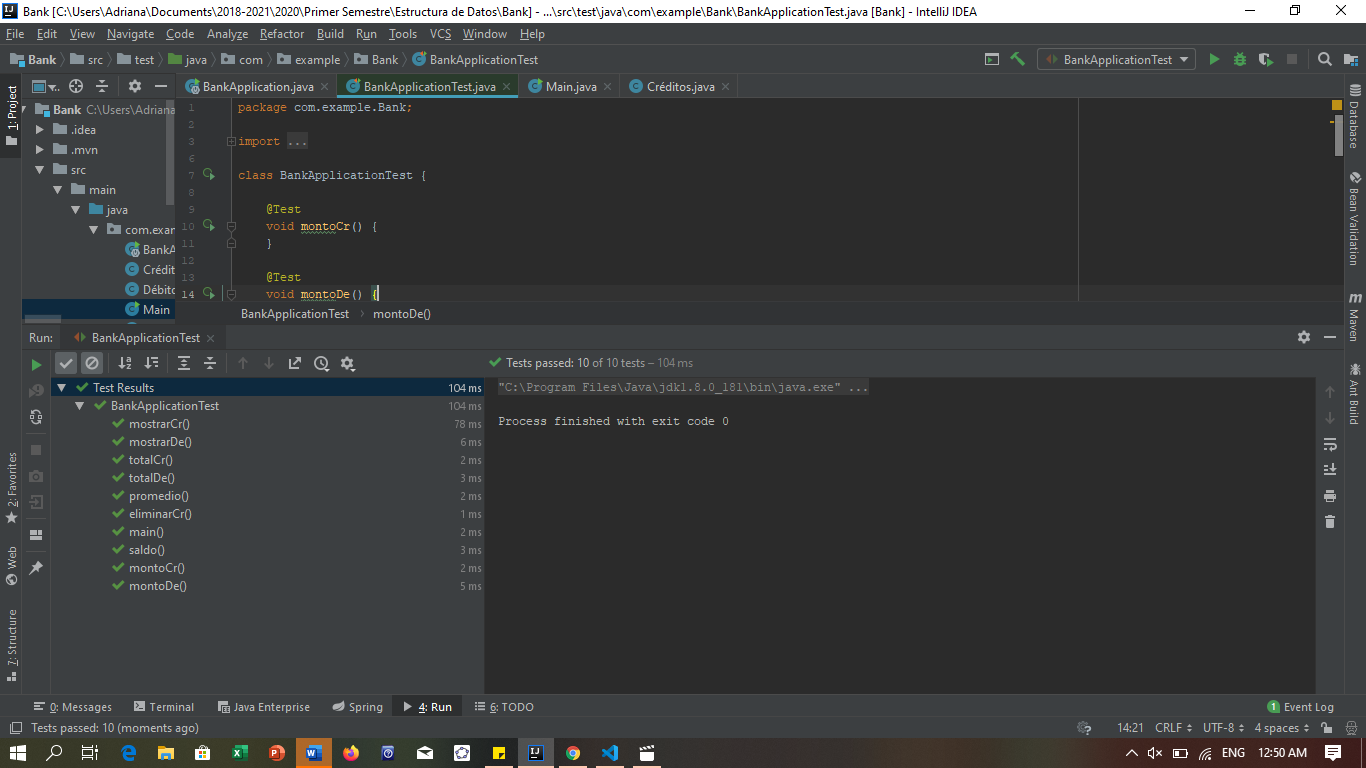 Bank [C:\Users\Adriana\Documents\2018-2021\2020\Primer Semestre\Estructura de Datos\Bank] - ...\src\test\java\com\example\Bank\BankApplicationTest.java [Bank] - IntelliJ IDEA
File Edit View Navigate Code Analyze Refactor Build Run Tools VCS Window Help
Bank src test java com example Bank BankApplicationTest BankApplicationTest
BankApplication.java BankApplicationTest.java Main.java Créditos.java
1: Project
Bank C:\Users\Adriana
.idea
.mvn
src
main
java
com.exar
BankA
Crédit
Débito
Main
1 package com.example.Bank;
2
3 import ...
6
7 class BankApplicationTest {
8
9 @Test
10 void montoCr() {
11 }
12
13 @Test
14 void montoDe() {
BankApplicationTest > montoDe()
Database
Bean Validation
Maven
Ant Build
Run: BankApplicationTest
Tests passed: 10 of 10 tests – 104 ms
Test Results 104 ms
BankApplicationTest 104 ms
mostrarCr() 78 ms
mostrarDe() 6 ms
totalCr() 2 ms
totalDe() 3 ms
promedio() 2 ms
eliminarCr() 1 ms
main() 2 ms
saldo() 3 ms
montoCr() 2 ms
montoDe() 5 ms
"C:\Program Files\Java\jdk1.8.0_181\bin\java.exe" ...
Process finished with exit code 0
2: Favorites
Web
7: Structure
0: Messages Terminal Java Enterprise Spring 4: Run 6: TODO 1 Event Log
Tests passed: 10 (moments ago) 14:21 CRLF UTF-8 4 spaces
ENG 12:50 AM